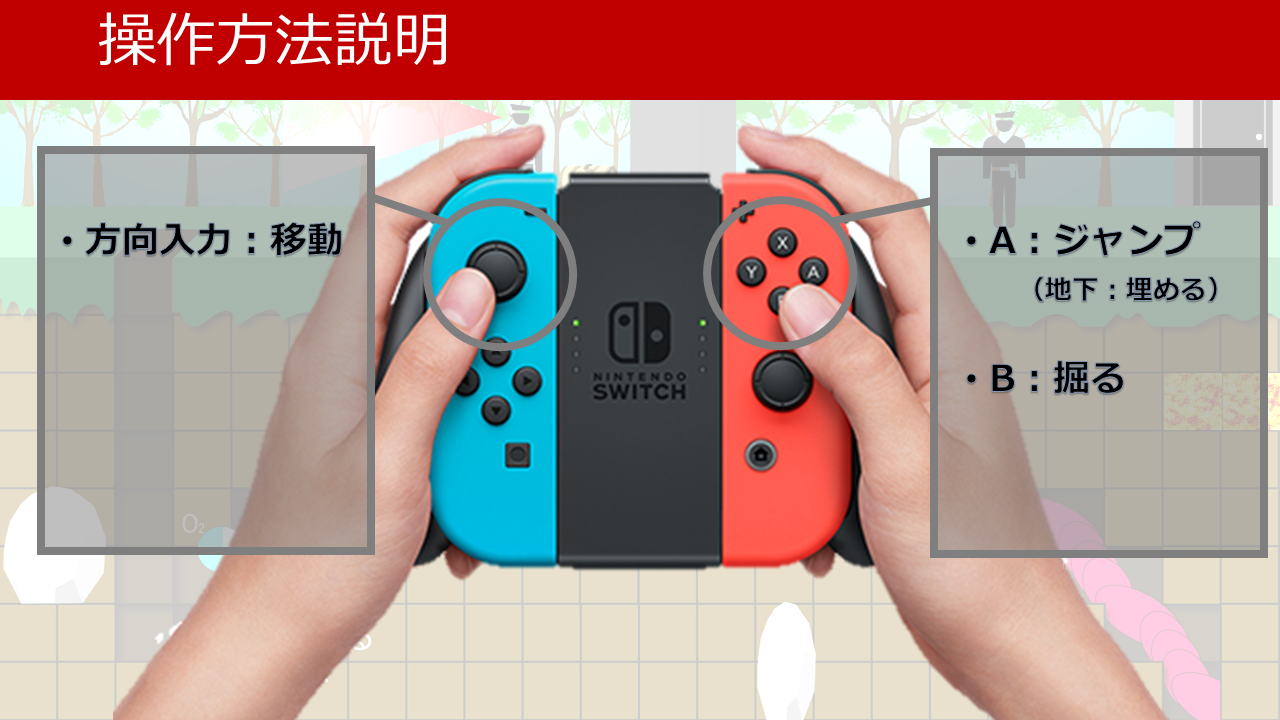 操作方法説明
・方向入力：移動
・A：ジャンプ
（地下：埋める）
・B：掘る
X
Y
A
NINTENDO
SWITCH
O₂